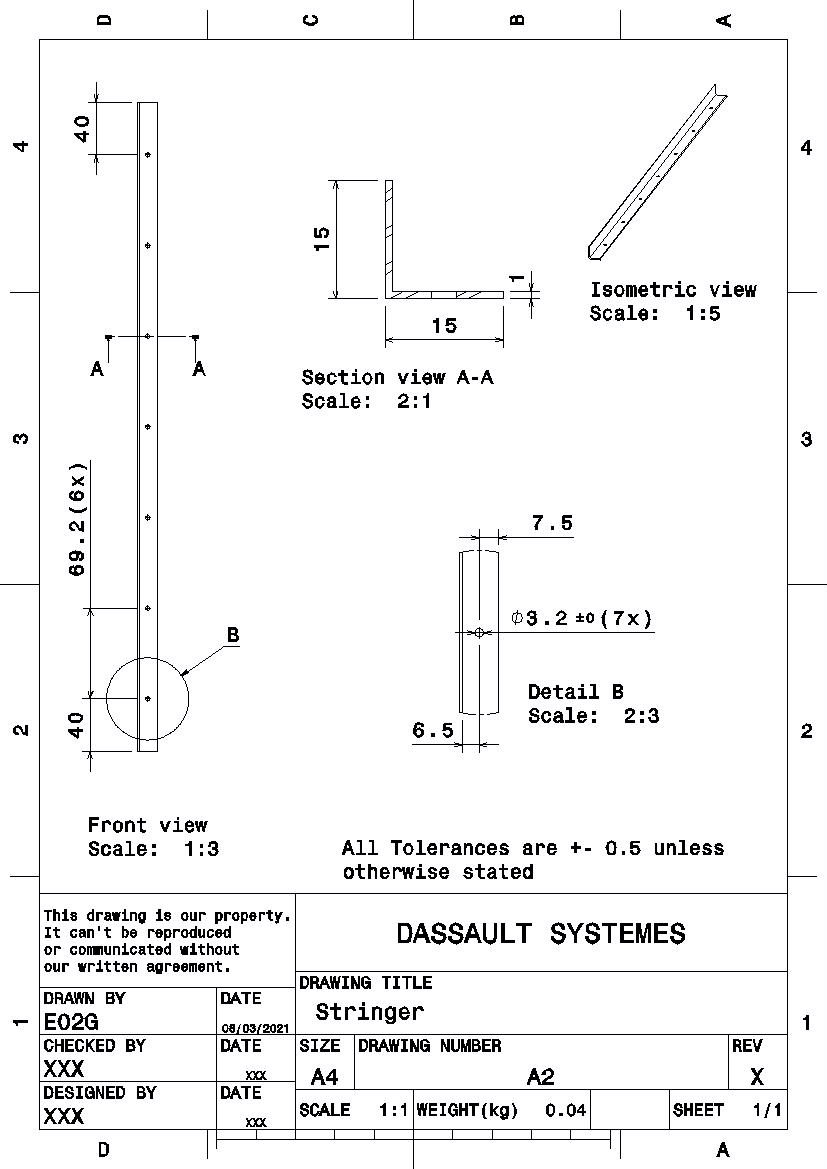 D C B A
4 4
40
15
1
15
Isometric view
Scale: 1:5
A A
Section view A-A
Scale: 2:1
3 3
69.2(6x)
7.5
Φ3.2 ±0 (7x)
B
Detail B
Scale: 2:3
40
6.5
2 2
Front view
Scale: 1:3
All Tolerances are +- 0.5 unless
otherwise stated
This drawing is our property.
It can't be reproduced
or communicated without
our written agreement.
DASSAULT SYSTEMES
DRAWING TITLE
Stringer
DRAWN BY
E02G
DATE
08/03/2021
1 1
CHECKED BY
XXX
DATE
XXX
SIZE
A4
DRAWING NUMBER
A2
REV
X
DESIGNED BY
XXX
DATE
XXX
SCALE 1:1
WEIGHT(kg) 0.04
SHEET 1/1
D A